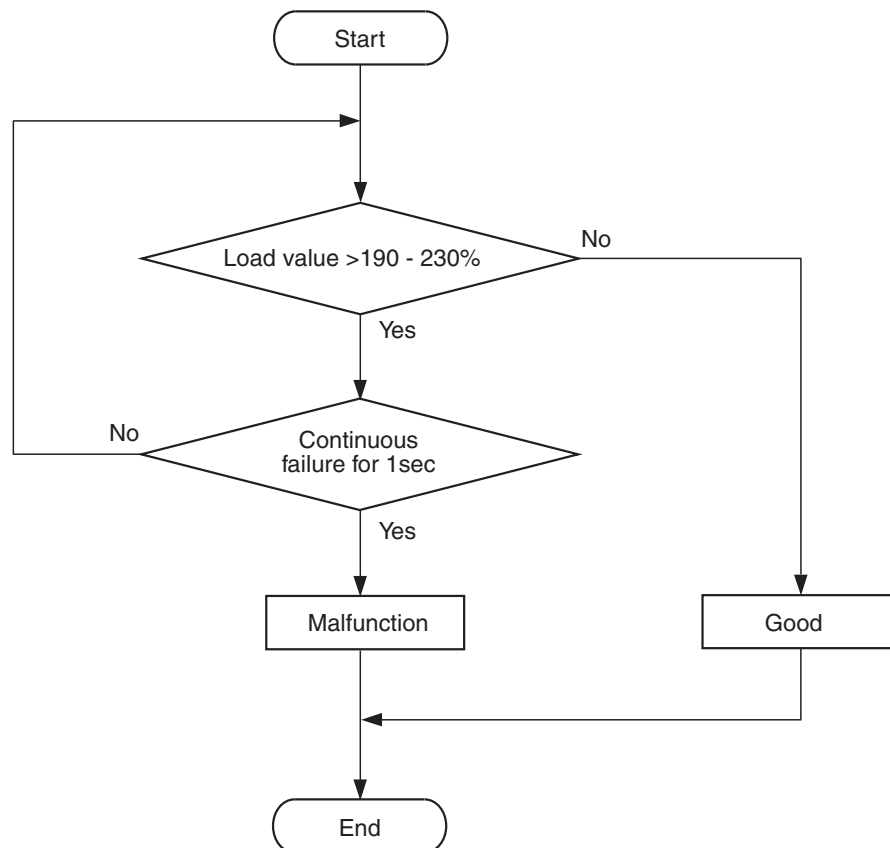 Start
Load value >190 - 230%
No
Yes
Continuous
failure for 1sec
No
Yes
Malfunction
Good
End